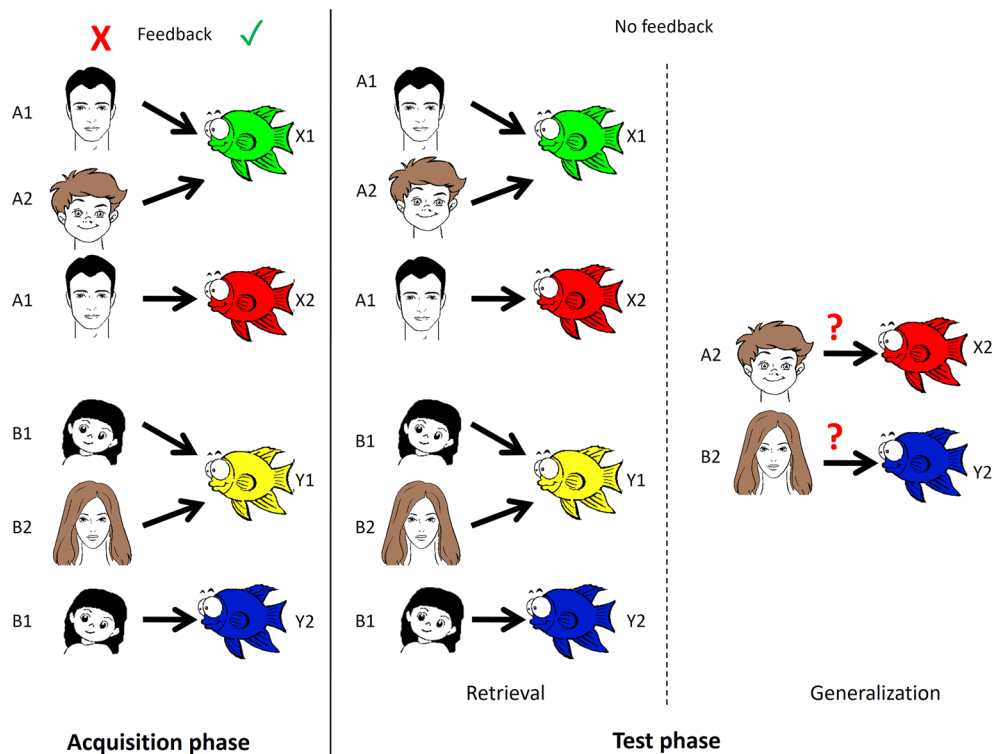 X Feedback ✓
A1
X1
A2
A1
X2
B1
Y1
B2
B1
Y2
Acquisition phase
No feedback
A1
X1
A2
A1
X2
B1
Y1
B2
B1
Y2
Retrieval
?
A2
X2
?
B2
Y2
Generalization
Test phase